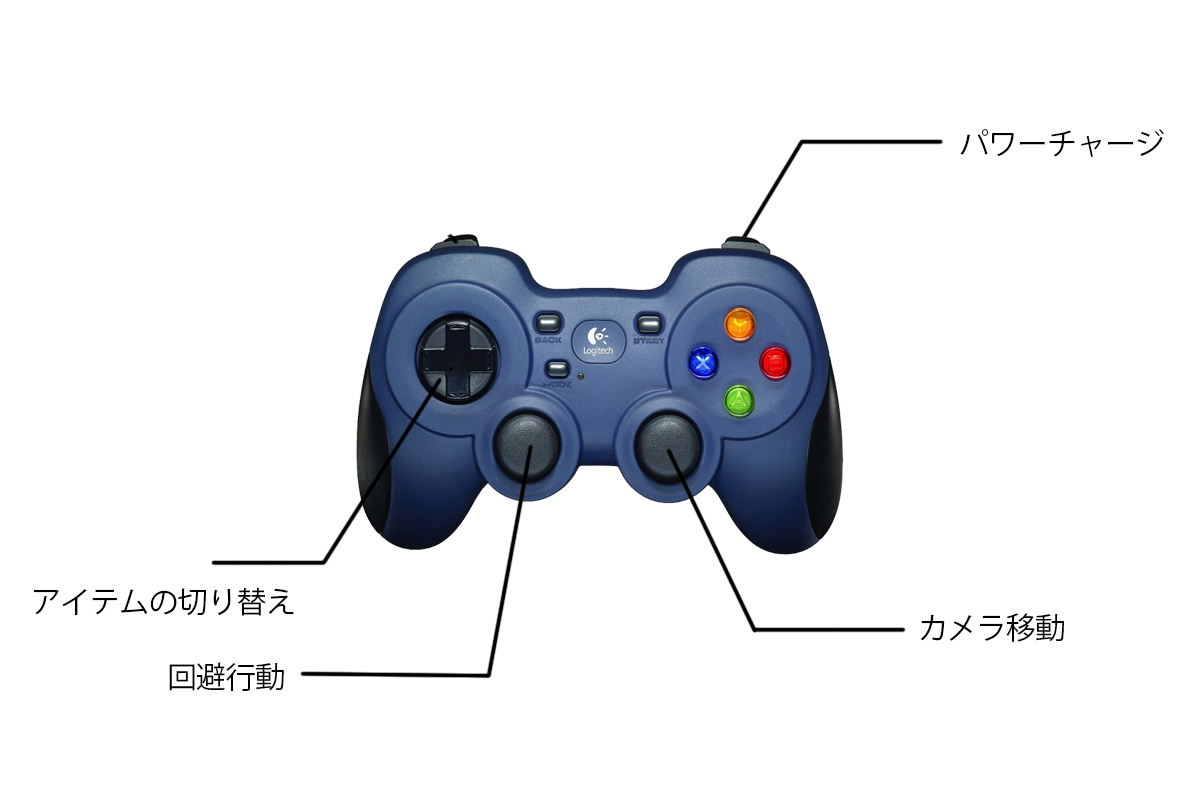 パワーチャージ
BACK
Logitech
START
MODE
Y
X
B
A
アイテムの切り替え
カメラ移動
回避行動